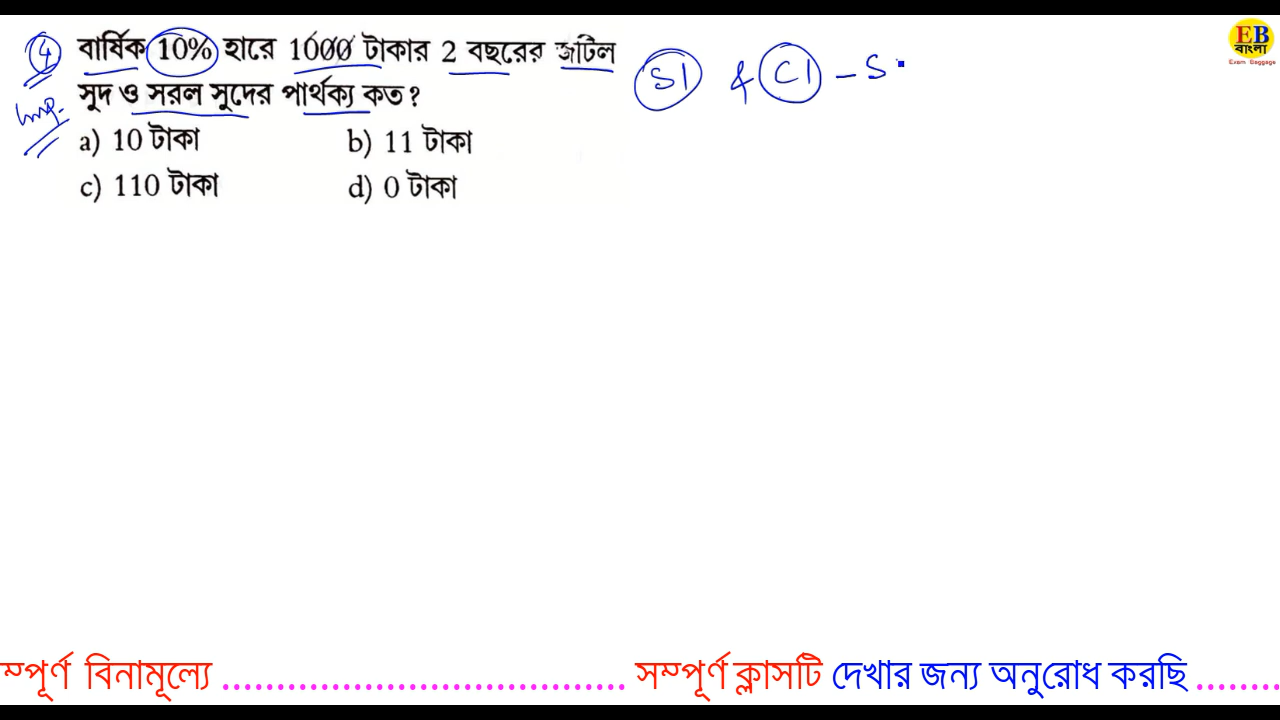 4 বার্ষিক 10% হারে 1000 টাকার 2 বছরের জটিল
সুদ ও সরল সুদের পার্থক্য কত?
Imp.
a) 10 টাকা b) 11 টাকা
c) 110 টাকা d) 0 টাকা
SI & CI - S
EB
বাংলা
Exam Baggage
ম্পূর্ণ বিনামূল্যে ................................... সম্পূর্ণ ক্লাসটি দেখার জন্য অনুরোধ করছি ........